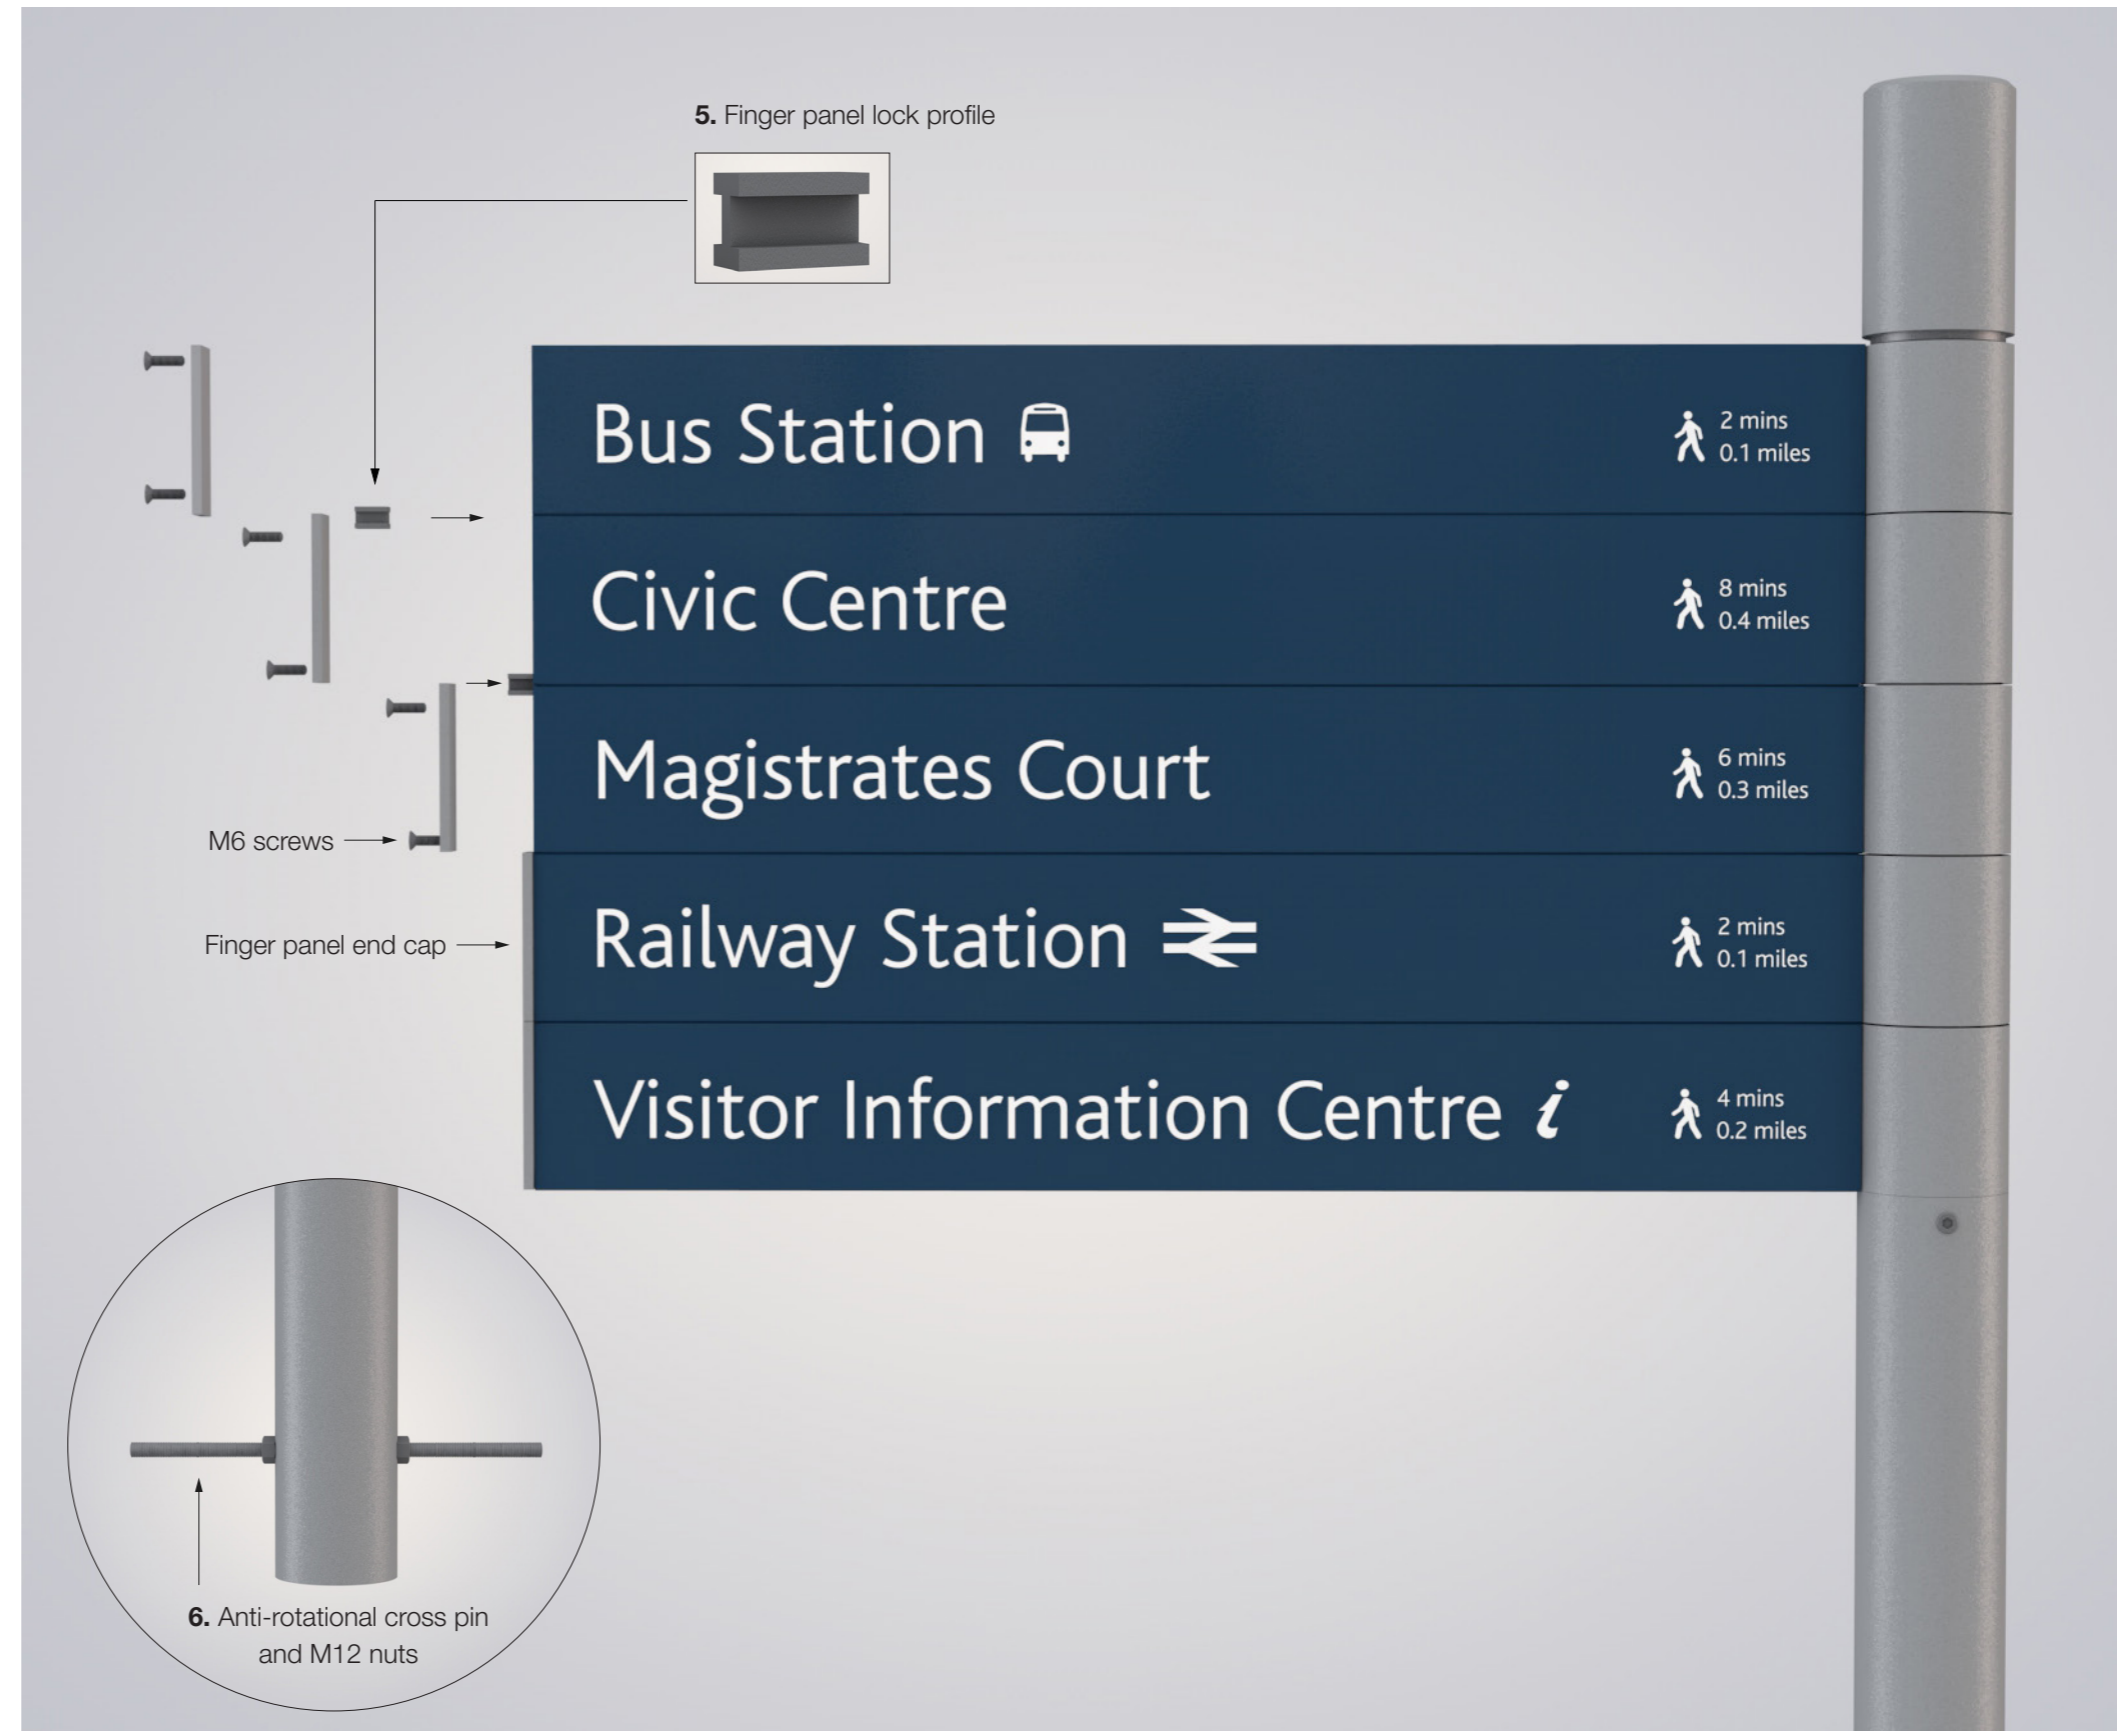 5. Finger panel lock profile
Bus Station
2 mins
0.1 miles
Civic Centre
8 mins
0.4 miles
Magistrates Court
6 mins
0.3 miles
M6 screws
Railway Station
2 mins
0.1 miles
Finger panel end cap
Visitor Information Centre i
4 mins
0.2 miles
6. Anti-rotational cross pin
and M12 nuts